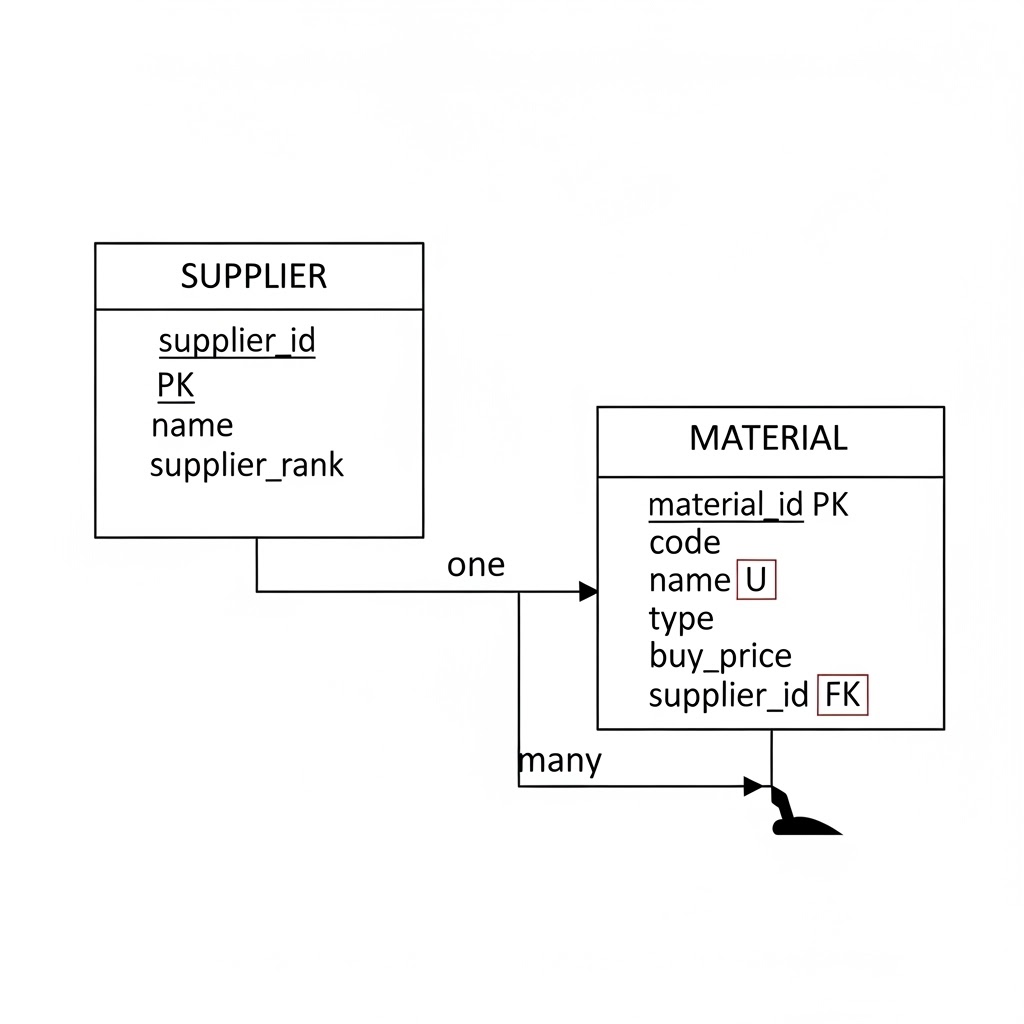 SUPPLIER
supplier_id
PK
name
supplier_rank
one
MATERIAL
material_id PK
code
name U
type
buy_price
supplier_id FK
many